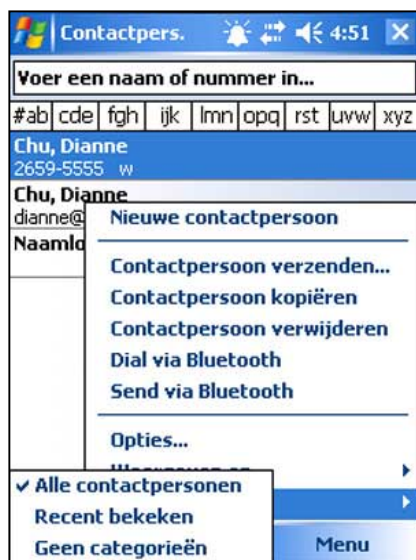 Contactpers. 4:51
Voer een naam of nummer in...
#ab cde fgh ijk lmn opq rst uvw xyz
Chu, Dianne
2659-5555 w
Chu, Dianne
dianne@
Naamlo
Nieuwe contactpersoon
Contactpersoon verzenden...
Contactpersoon kopiëren
Contactpersoon verwijderen
Dial via Bluetooth
Send via Bluetooth
Opties...
Alle contactpersonen
Recent bekeken
Geen categorieën
Menu